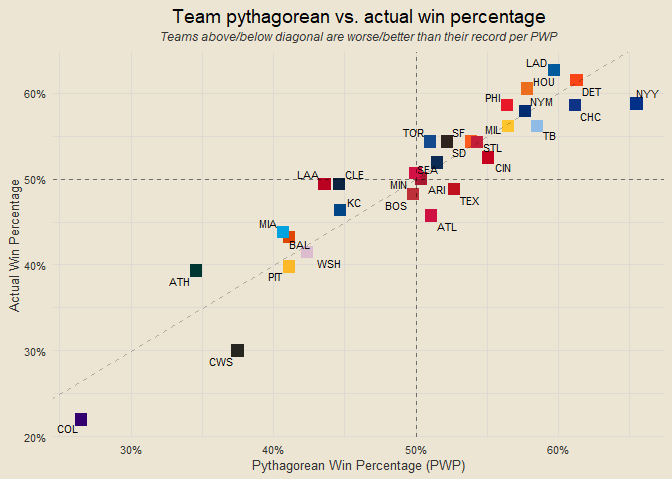 Team pythagorean vs. actual win percentage
Teams above/below diagonal are worse/better than their record per PWP
LAD
HOU
DET
NYY
60%
PHI
NYM
CHC
MIL
TB
TOR
SF
STL
SD
CIN
50%
LAA
CLE
SEA
MIN
ARI
TEX
KC
BOS
ATL
MIA
BAL
WSH
40%
ATH
PIT
30%
CWS
COL
20%
30%
40%
50%
60%
Actual Win Percentage
Pythagorean Win Percentage (PWP)